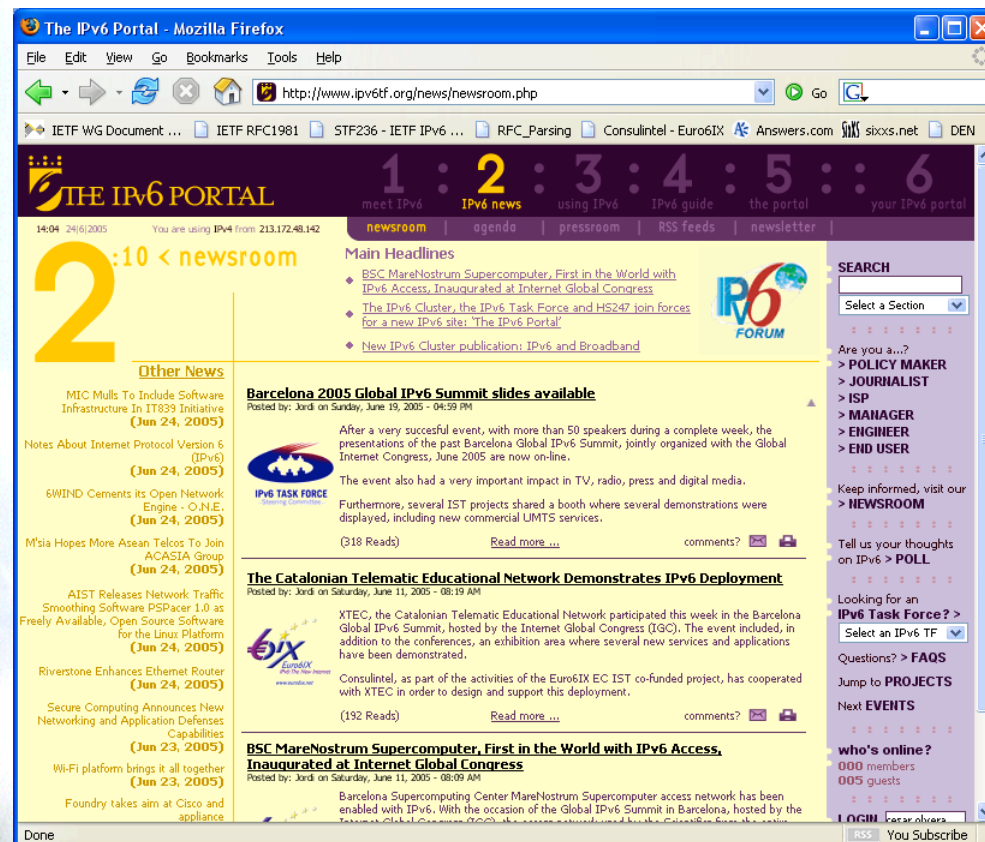 The IPv6 Portal - Mozilla Firefox
File Edit View Go Bookmarks Tools Help
http://www.ipv6tf.org/news/newsroom.php
Go
G
IETF WG Document ... IETF RFC1981 STF236 - IETF IPv6 ... RFC_Parsing Consulintel - Euro6IX Answers.com sixxs.net DEN
THE IPv6 PORTAL
1 : 2 : 3 : 4 : 5 : : 6
meet IPv6 IPv6 news using IPv6 IPv6 guide the portal your IPv6 portal
14:04 24|6|2005 You are using IPv4 from 213.172.48.142
newsroom | agenda | pressroom | RSS feeds | newsletter |
2:10 < newsroom
Main Headlines
BSC MareNostrum Supercomputer, First in the World with
IPv6 Access, Inaugurated at Internet Global Congress
The IPv6 Cluster, the IPv6 Task Force and HS247 join forces
for a new IPv6 site: 'The IPv6 Portal'
New IPv6 Cluster publication: IPv6 and Broadband
IPv6
FORUM
Other News
MIC Mulls To Include Software
Infrastructure In IT839 Initiative
(Jun 24, 2005)
Notes About Internet Protocol Version 6
(IPv6)
(Jun 24, 2005)
6WIND Cements its Open Network
Engine - O.N.E.
(Jun 24, 2005)
M'sia Hopes More Asean Telcos To Join
ACASIA Group
(Jun 24, 2005)
AIST Releases Network Traffic
Smoothing Software PSPacer 1.0 as
Freely Available, Open Source Software
for the Linux Platform
(Jun 24, 2005)
Riverstone Enhances Ethernet Router
(Jun 24, 2005)
Secure Computing Announces New
Networking and Application Defenses
Capabilities
(Jun 23, 2005)
Wi-Fi platform brings it all together
(Jun 23, 2005)
Foundry takes aim at Cisco and
appliance
Barcelona 2005 Global IPv6 Summit slides available
Posted by: Jordi on Sunday, June 19, 2005 - 04:59 PM
IPv6 TASK FORCE
Steering Committee
After a very succesful event, with more than 50 speakers during a complete week, the
presentations of the past Barcelona Global IPv6 Summit, jointly organized with the Global
Internet Congress, June 2005 are now on-line.
The event also had a very important impact in TV, radio, press and digital media.
Furthermore, several IST projects shared a booth where several demonstrations were
displayed, including new commercial UMTS services.
(318 Reads) Read more ... comments?
The Catalonian Telematic Educational Network Demonstrates IPv6 Deployment
Posted by: Jordi on Saturday, June 11, 2005 - 08:19 AM
6ix
Euro6IX
IPv6: The New Internet
www.euro6ix.net
XTEC, the Catalonian Telematic Educational Network participated this week in the Barcelona
Global IPv6 Summit, hosted by the Internet Global Congress (IGC). The event included, in
addition to the conferences, an exhibition area where several new services and applications
have been demonstrated.
Consulintel, as part of the activities of the Euro6IX EC IST co-funded project, has cooperated
with XTEC in order to design and support this deployment.
(192 Reads) Read more ... comments?
BSC MareNostrum Supercomputer, First in the World with IPv6 Access,
Inaugurated at Internet Global Congress
Posted by: Jordi on Saturday, June 11, 2005 - 08:09 AM
Barcelona Supercomputing Center MareNostrum Supercomputer access network has been
enabled with IPv6. With the occasion of the Global IPv6 Summit in Barcelona, hosted by the
Internet Global Congress (IGC), the access network used by the Scientifics from the entire
SEARCH
Select a Section
Are you a...?
> POLICY MAKER
> JOURNALIST
> ISP
> MANAGER
> ENGINEER
> END USER
Keep informed, visit our
> NEWSROOM
Tell us your thoughts
on IPv6 > POLL
Looking for an
IPv6 Task Force? >
Select an IPv6 TF
Questions? > FAQS
Jump to PROJECTS
Next EVENTS
who's online?
000 members
005 guests
LOGIN cesar.olvera
Done
RSS You Subscribe